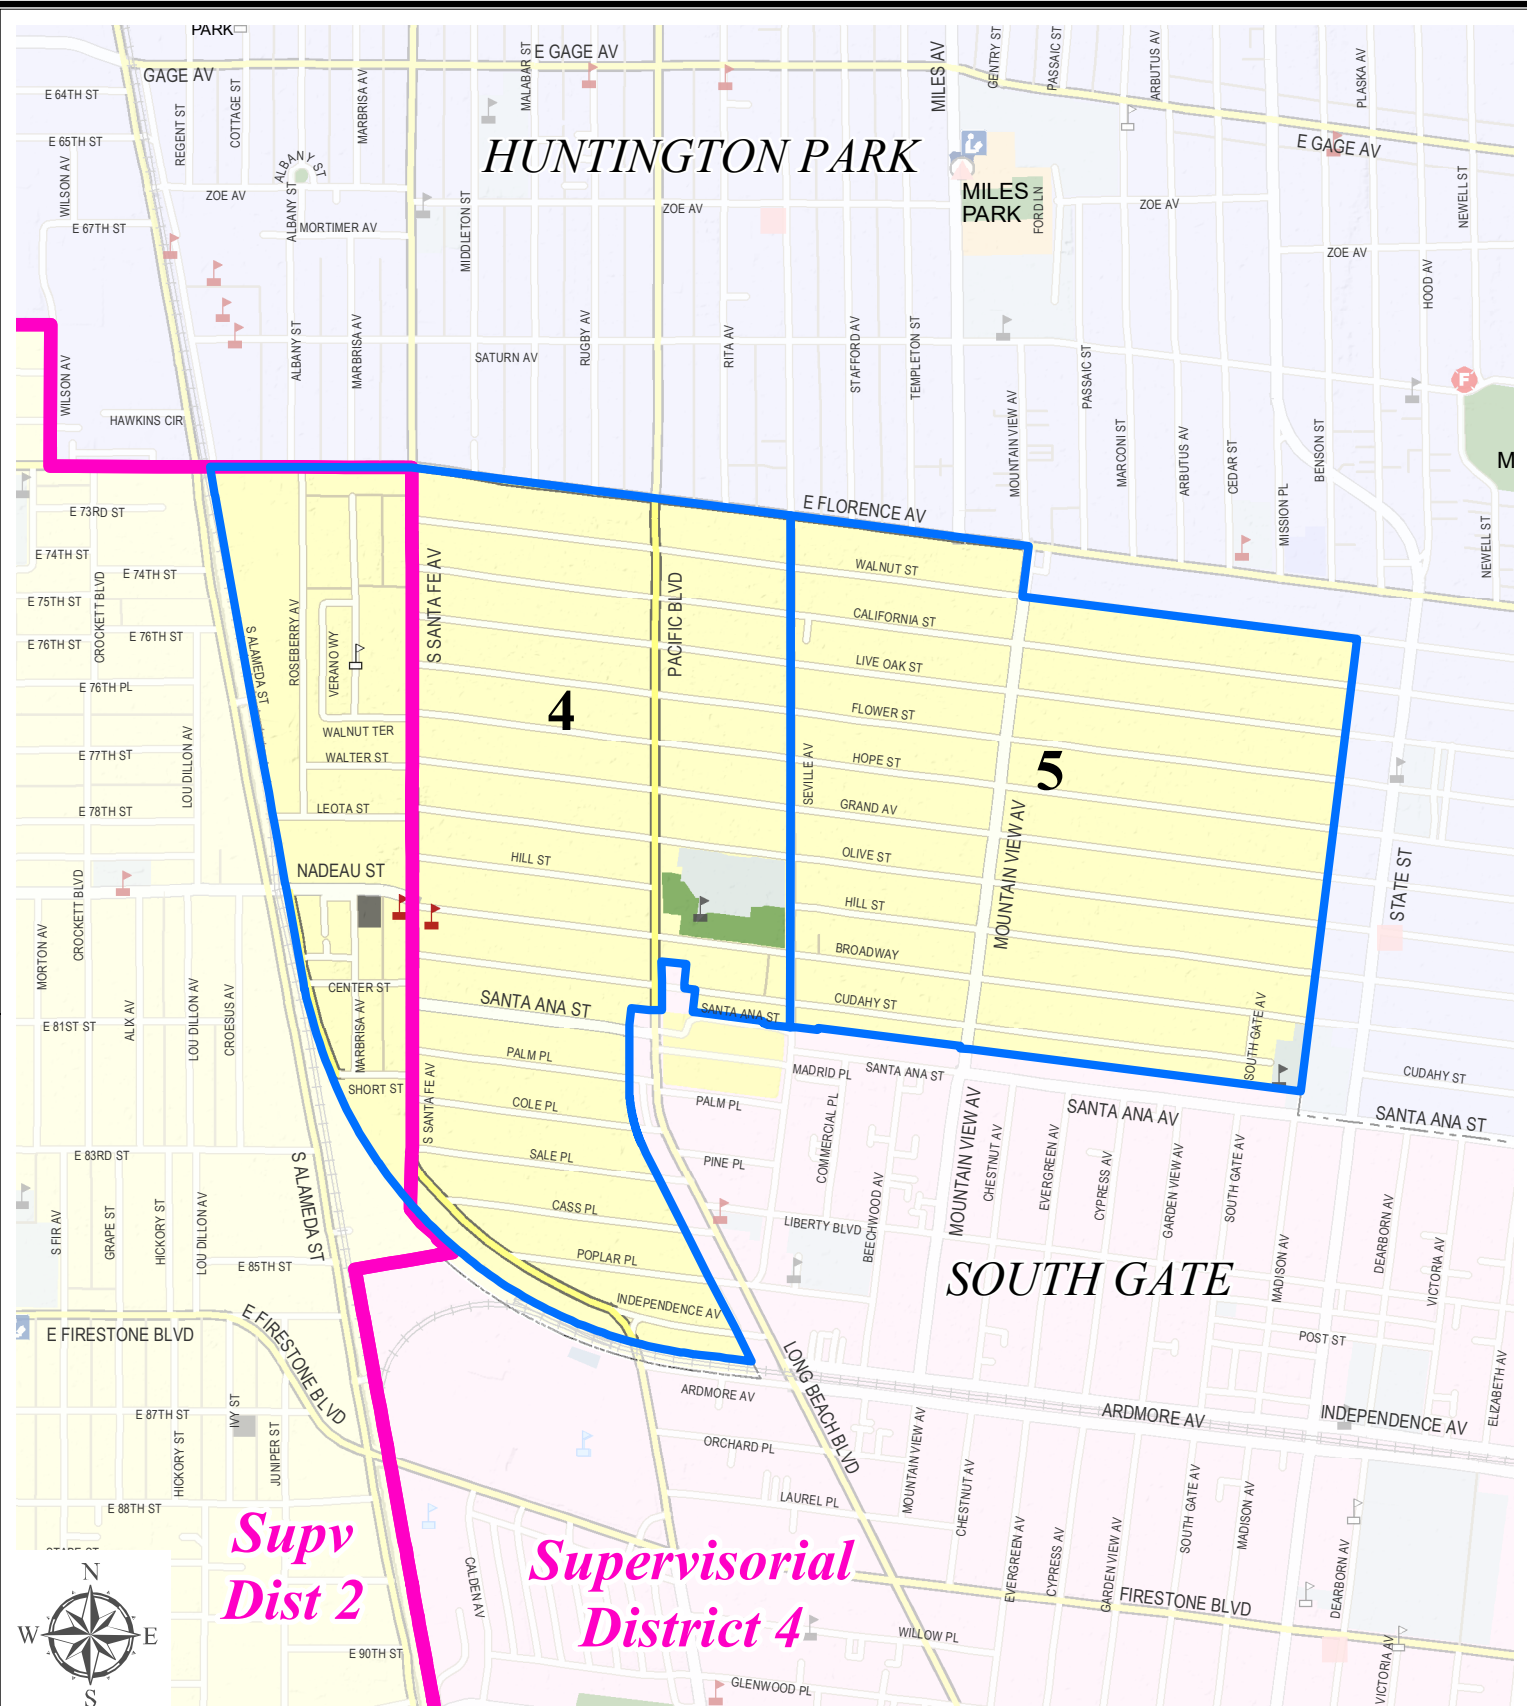 PARK
E GAGE AV
GAGE AV
E 64TH ST
E 65TH ST
REGENT ST
COTTAGE ST
MARBRISA AV
MALABAR ST
MILES AV
GENTRY ST
PASSAIC ST
ARBUTUS AV
PLASKA AV
E GAGE AV
HUNTINGTON PARK
WILSON AV
ALBANY ST
ZOE AV
ALBANY ST
MORTIMER AV
E 67TH ST
MIDDLETON ST
ZOE AV
MILES
PARK
FORD LN
ZOE AV
ZOE AV
NEWELL ST
HOOD AV
WILSON AV
ALBANY ST
MARBRISA AV
SATURN AV
RUGBY AV
RITA AV
STAFFORD AV
TEMPLETON ST
MOUNTAIN VIEW AV
PASSAIC ST
MARCONI ST
ARBUTUS AV
CEDAR ST
MISSION PL
BENSON ST
F
M
NEWELL ST
HAWKINS CIR
E FLORENCE AV
E 73RD ST
E 74TH ST
E 74TH ST
E 75TH ST
E 76TH ST
E 76TH ST
CROCKETT BLVD
E 76TH PL
E 77TH ST
LOU DILLON AV
E 78TH ST
S ALAMEDA ST
ROSEBERRY AV
VERANO WY
WALNUT TER
WALTER ST
LEOTA ST
S SANTA FE AV
PACIFIC BLVD
4
SEVILLE AV
WALNUT ST
CALIFORNIA ST
LIVE OAK ST
FLOWER ST
HOPE ST
5
GRAND AV
OLIVE ST
HILL ST
HILL ST
BROADWAY
CUDAHY ST
MOUNTAIN VIEW AV
STATE ST
NADEAU ST
CROCKETT BLVD
MORTON AV
ALIX AV
LOU DILLON AV
CROESUS AV
E 81ST ST
CENTER ST
MARBRISA AV
SHORT ST
SANTA ANA ST
SANTA ANA ST
PALM PL
S SANTA FE AV
COLE PL
SALE PL
CASS PL
POPLAR PL
INDEPENDENCE AV
SOUTH GATE AV
CUDAHY ST
SANTA ANA ST
MADRID PL
SANTA ANA ST
SANTA ANA AV
PALM PL
PINE PL
COMMERCIAL PL
BEECHWOOD AV
LIBERTY BLVD
MOUNTAIN VIEW AV
CHESTNUT AV
EVERGREEN AV
CYPRESS AV
GARDEN VIEW AV
SOUTH GATE AV
MADISON AV
DEARBORN AV
VICTORIA AV
E 83RD ST
S FIR AV
GRAPE ST
HICKORY ST
LOU DILLON AV
E 85TH ST
S ALAMEDA ST
SOUTH GATE
POST ST
ELIZABETH AV
E FIRESTONE BLVD
E FIRESTONE BLVD
LONG BEACH BLVD
ARDMORE AV
ARDMORE AV
INDEPENDENCE AV
E 87TH ST
IVY ST
HICKORY ST
JUNIPER ST
E 88TH ST
ORCHARD PL
LAUREL PL
MOUNTAIN VIEW AV
CHESTNUT AV
EVERGREEN AV
CYPRESS AV
GARDEN VIEW AV
SOUTH GATE AV
MADISON AV
DEARBORN AV
Supv
Dist 2
CALDEN AV
Supervisorial
District 4
FIRESTONE BLVD
WILLOW PL
GLENWOOD PL
VICTORIA AV
E 90TH ST
N
W
E
S